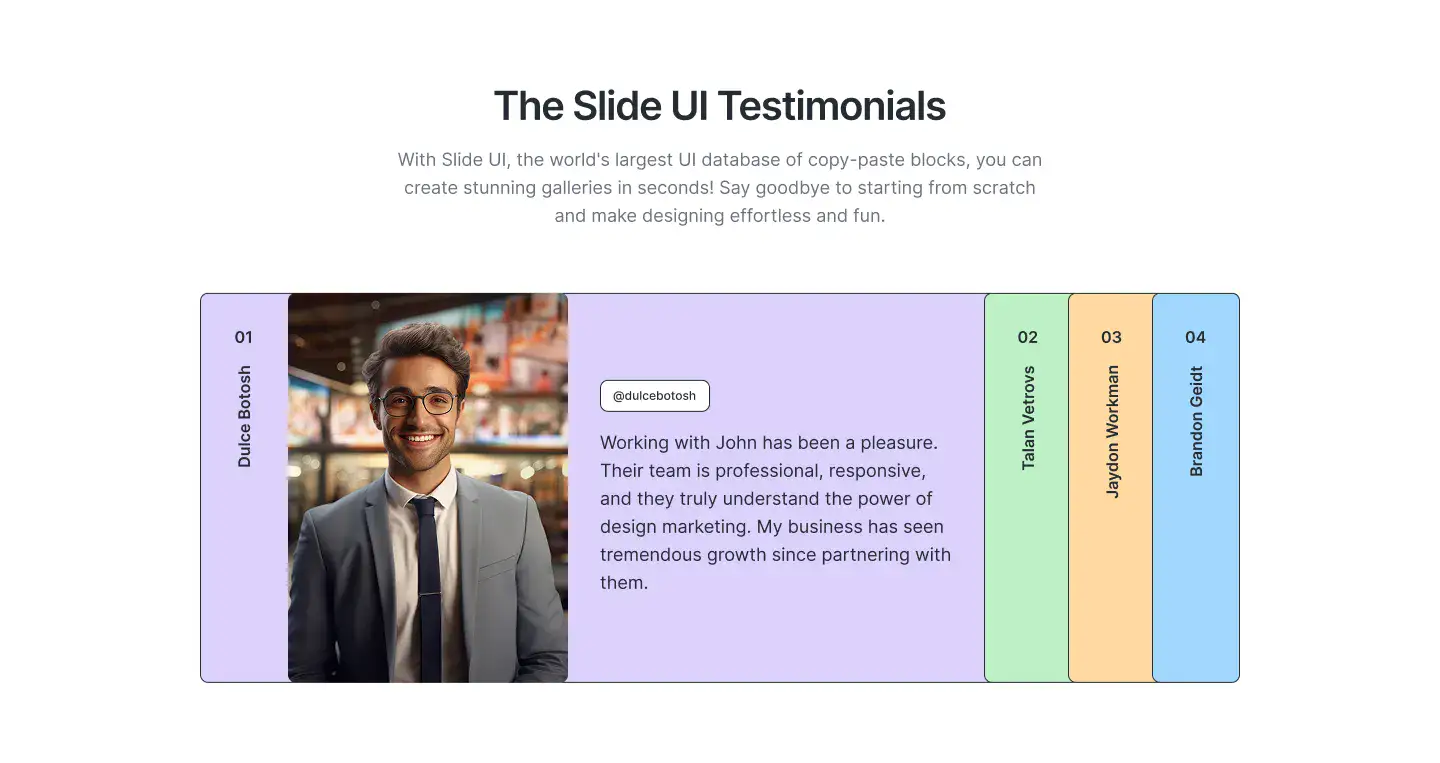 The Slide UI Testimonials
With Slide UI, the world's largest UI database of copy-paste blocks, you can
create stunning galleries in seconds! Say goodbye to starting from scratch
and make designing effortless and fun.
01
Dulce Botosh
@dulcebotosh
Working with John has been a pleasure.
Their team is professional, responsive,
and they truly understand the power of
design marketing. My business has seen
tremendous growth since partnering with
them.
02
Talan Vetrovs
03
Jaydon Workman
04
Brandon Geidt